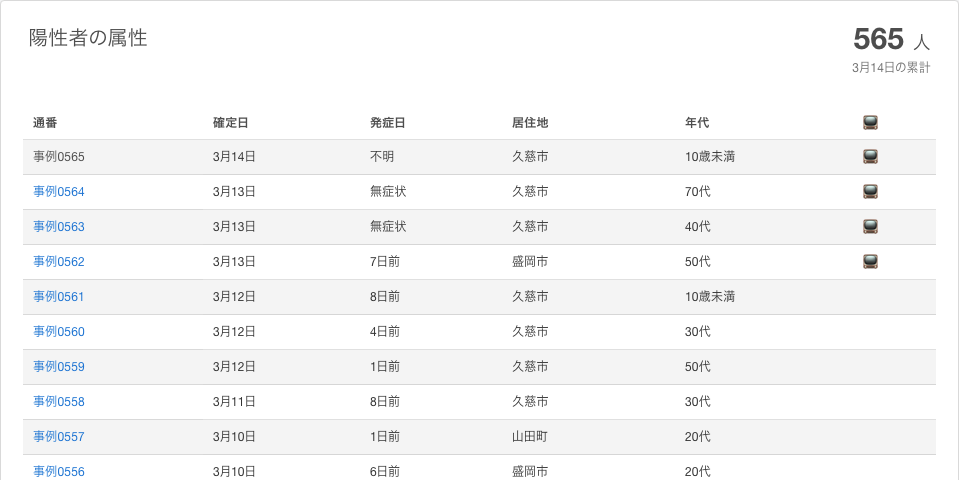 陽性者の属性
565 人
3月14日の累計
通番 確定日 発症日 居住地 年代
事例0565 3月14日 不明 久慈市 10歳未満
事例0564 3月13日 無症状 久慈市 70代
事例0563 3月13日 無症状 久慈市 40代
事例0562 3月13日 7日前 盛岡市 50代
事例0561 3月12日 8日前 久慈市 10歳未満
事例0560 3月12日 4日前 久慈市 30代
事例0559 3月12日 1日前 久慈市 50代
事例0558 3月11日 8日前 久慈市 30代
事例0557 3月10日 1日前 山田町 20代
事例0556 3月10日 6日前 盛岡市 20代